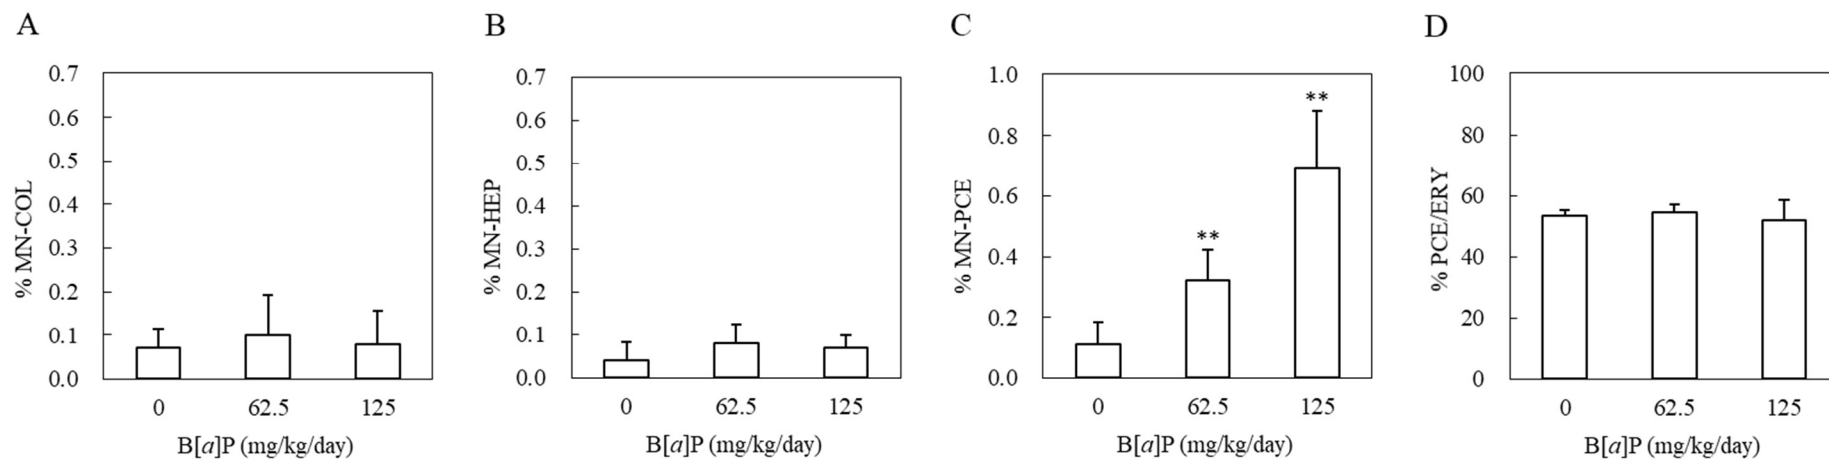 A
% MN-COL
0.7
0.6
0.5
0.4
0.3
0.2
0.1
0.0
0 62.5 125
B[a]P (mg/kg/day)
B
% MN-HEP
0.7
0.6
0.5
0.4
0.3
0.2
0.1
0.0
0 62.5 125
B[a]P (mg/kg/day)
C
% MN-PCE
1.0
0.8
0.6
0.4
0.2
0.0
**
**
0 62.5 125
B[a]P (mg/kg/day)
D
% PCE/ERY
100
80
60
40
20
0
0 62.5 125
B[a]P (mg/kg/day)